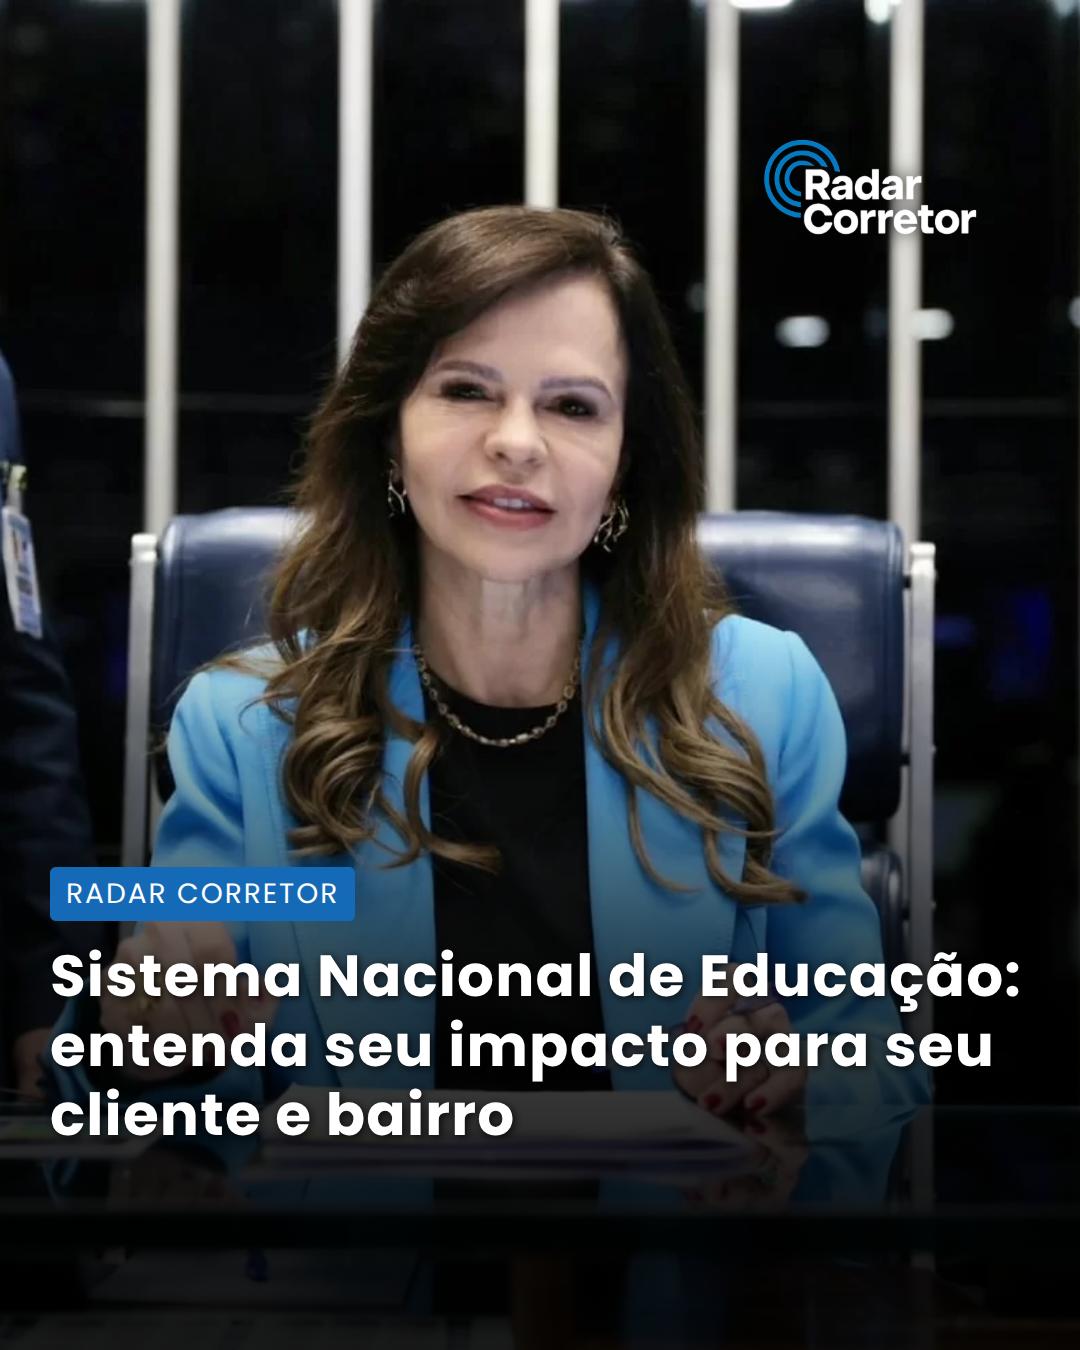 Radar
Corretor
RADAR CORRETOR
Sistema Nacional de Educação:
entenda seu impacto para seu
cliente e bairro